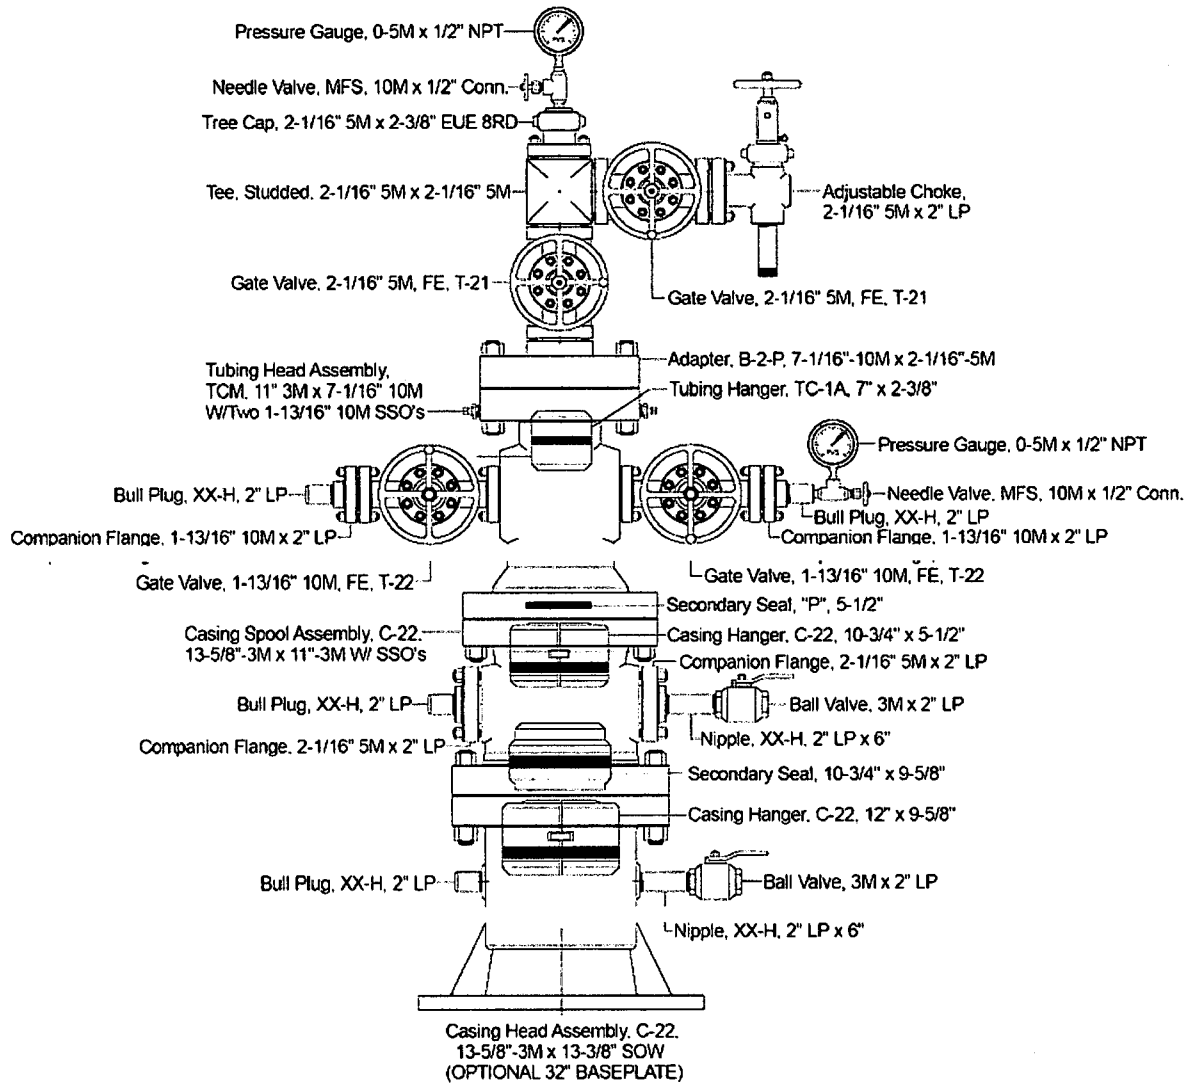 Pressure Gauge, 0-5M x 1/2" NPT
Needle Valve, MFS, 10M x 1/2" Conn.
Tree Cap, 2-1/16" 5M x 2-3/8" EUE 8RD
Tee, Studded, 2-1/16" 5M x 2-1/16" 5M
Adjustable Choke,
2-1/16" 5M x 2" LP
Gate Valve, 2-1/16" 5M, FE, T-21
Gate Valve, 2-1/16" 5M, FE, T-21
Adapter, B-2-P, 7-1/16"-10M x 2-1/16"-5M
Tubing Head Assembly,
TCM, 11" 3M x 7-1/16" 10M
W/Two 1-13/16" 10M SSO's
Tubing Hanger, TC-1A, 7" x 2-3/8"
Pressure Gauge, 0-5M x 1/2" NPT
Bull Plug, XX-H, 2" LP
Needle Valve, MFS, 10M x 1/2" Conn.
Bull Plug, XX-H, 2" LP
Companion Flange, 1-13/16" 10M x 2" LP
Companion Flange, 1-13/16" 10M x 2" LP
Gate Valve, 1-13/16" 10M, FE, T-22
Gate Valve, 1-13/16" 10M, FE, T-22
Secondary Seal, "P", 5-1/2"
Casing Spool Assembly, C-22,
13-5/8"-3M x 11"-3M W/ SSO's
Casing Hanger, C-22, 10-3/4" x 5-1/2"
Companion Flange, 2-1/16" 5M x 2" LP
Bull Plug, XX-H, 2" LP
Ball Valve, 3M x 2" LP
Nipple, XX-H, 2" LP x 6"
Companion Flange, 2-1/16" 5M x 2" LP
Secondary Seal, 10-3/4" x 9-5/8"
Casing Hanger, C-22, 12" x 9-5/8"
Bull Plug, XX-H, 2" LP
Ball Valve, 3M x 2" LP
Nipple, XX-H, 2" LP x 6"
Casing Head Assembly, C-22,
13-5/8"-3M x 13-3/8" SOW
(OPTIONAL 32" BASEPLATE)